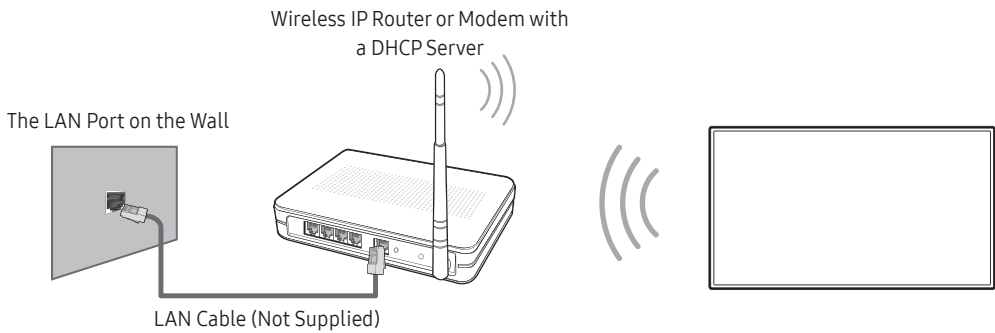 Wireless IP Router or Modem with
a DHCP Server
The LAN Port on the Wall
LAN Cable (Not Supplied)